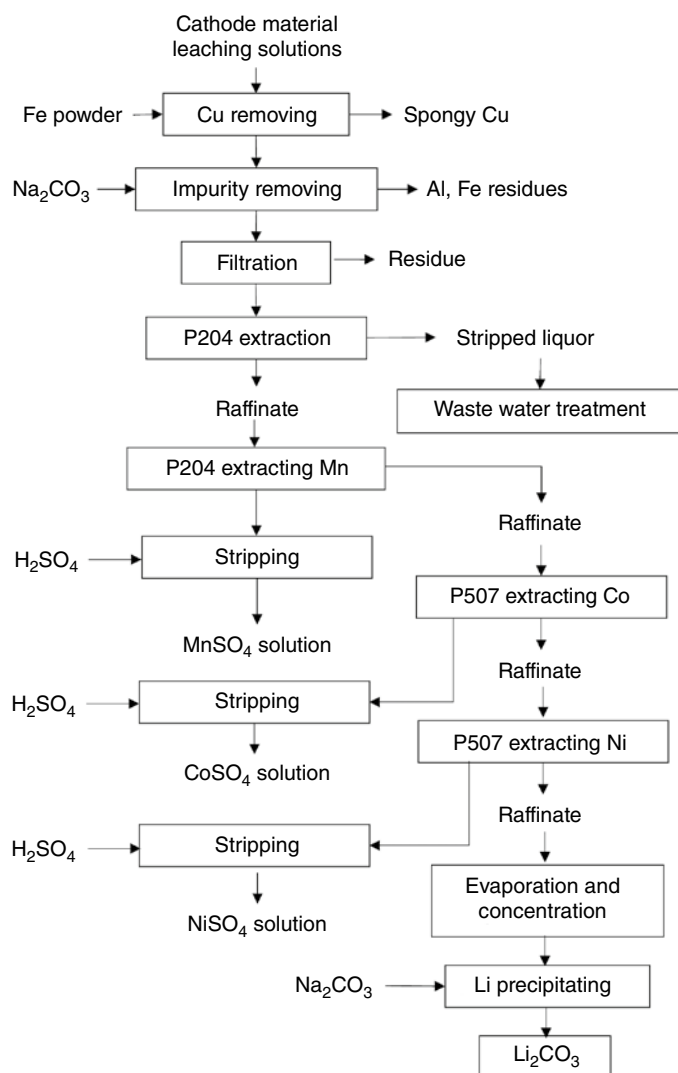 Cathode material
leaching solutions
Fe powder
Cu removing
Spongy Cu
Na₂CO₃
Impurity removing
Al, Fe residues
Filtration
Residue
P204 extraction
Stripped liquor
Raffinate
Waste water treatment
P204 extracting Mn
Raffinate
H₂SO₄
Stripping
P507 extracting Co
MnSO₄ solution
Raffinate
H₂SO₄
Stripping
P507 extracting Ni
CoSO₄ solution
Raffinate
H₂SO₄
Stripping
Evaporation and
concentration
NiSO₄ solution
Na₂CO₃
Li precipitating
Li₂CO₃